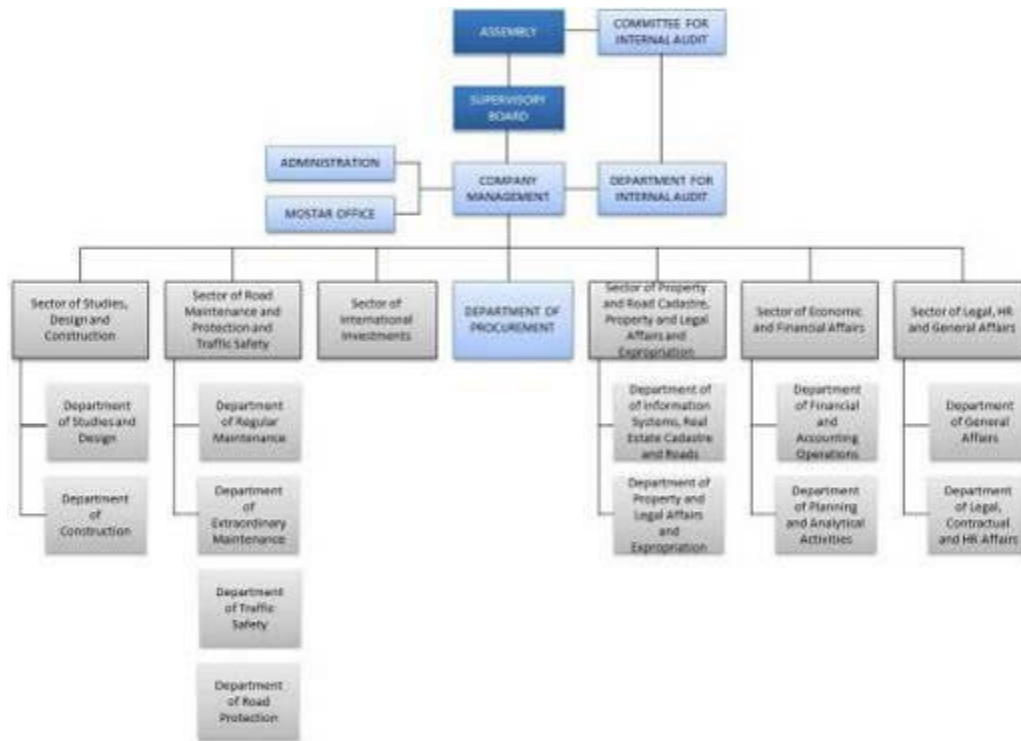 ASSEMBLY
COMMITTEE FOR
INTERNAL AUDIT
SUPERVISORY
BOARD
ADMINISTRATION
MOSTAR OFFICE
COMPANY
MANAGEMENT
DEPARTMENT FOR
INTERNAL AUDIT
Sector of Studies,
Design and
Construction
Sector of Road
Maintenance and
Protection and
Traffic Safety
Sector of
International
Investments
DEPARTMENT OF
PROCUREMENT
Sector of Property
and Road Cadastre,
Property and Legal
Affairs and
Expropriation
Sector of Economic
and Financial Affairs
Sector of Legal, HR
and General Affairs
Department
of Studies and
Design
Department
of
Construction
Department
of Regular
Maintenance
Department
of
Extraordinary
Maintenance
Department
of Traffic
Safety
Department
of Road
Protection
Department of
of Information
Systems, Real
Estate Cadastre
and Roads
Department of
Property and
Legal Affairs
and
Expropriation
Department
of Financial
and
Accounting
Operations
Department
of Planning
and Analytical
Activities
Department
of General
Affairs
Department
of Legal,
Contractual
and HR Affairs